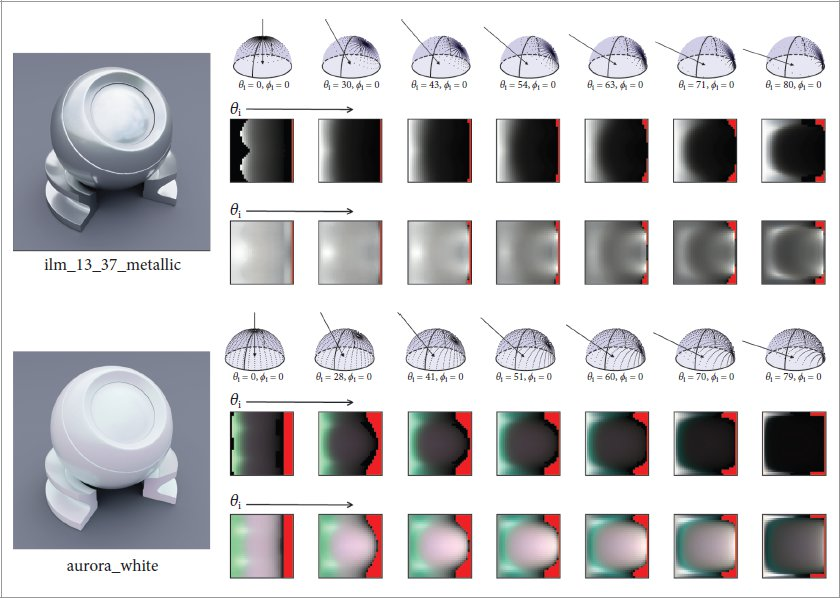 θi = 0, ϕi = 0
θi = 30, ϕi = 0
θi = 43, ϕi = 0
θi = 54, ϕi = 0
θi = 63, ϕi = 0
θi = 71, ϕi = 0
θi = 80, ϕi = 0
θi
θi
ilm_13_37_metallic
θi = 0, ϕi = 0
θi = 28, ϕi = 0
θi = 41, ϕi = 0
θi = 51, ϕi = 0
θi = 60, ϕi = 0
θi = 70, ϕi = 0
θi = 79, ϕi = 0
θi
θi
aurora_white